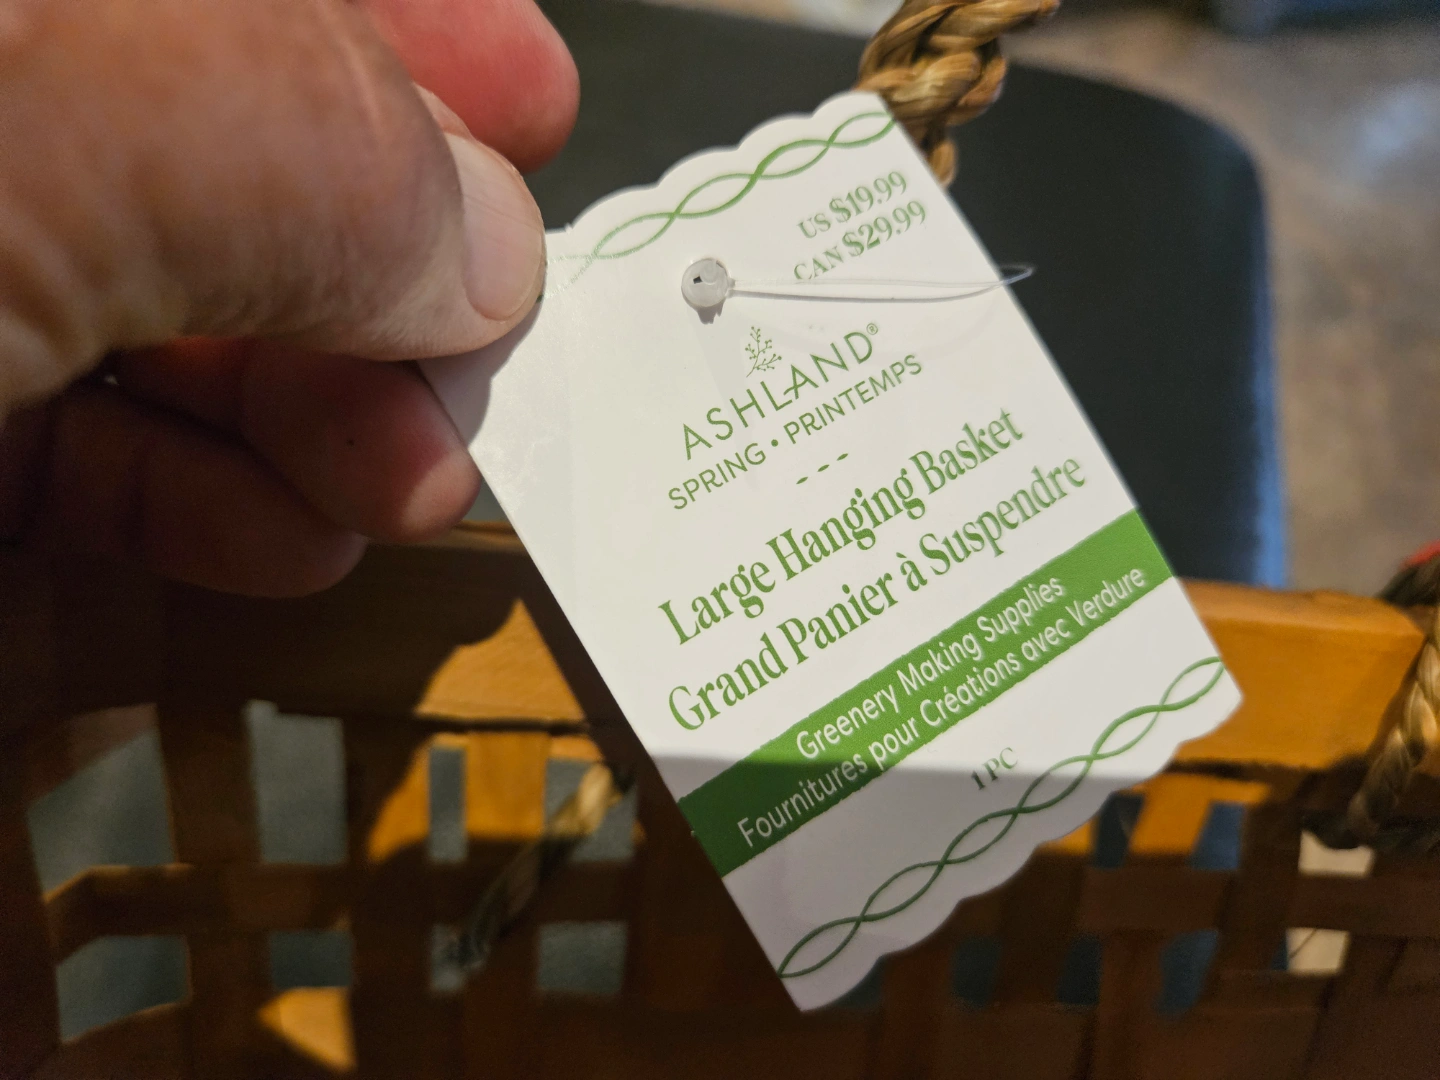 US $19.99
CAN $29.99
ASHLAND®
SPRING • PRINTEMPS
Large Hanging Basket
Grand Panier à Suspendre
Greenery Making Supplies
Fournitures pour Créations avec Verdure
1 PC